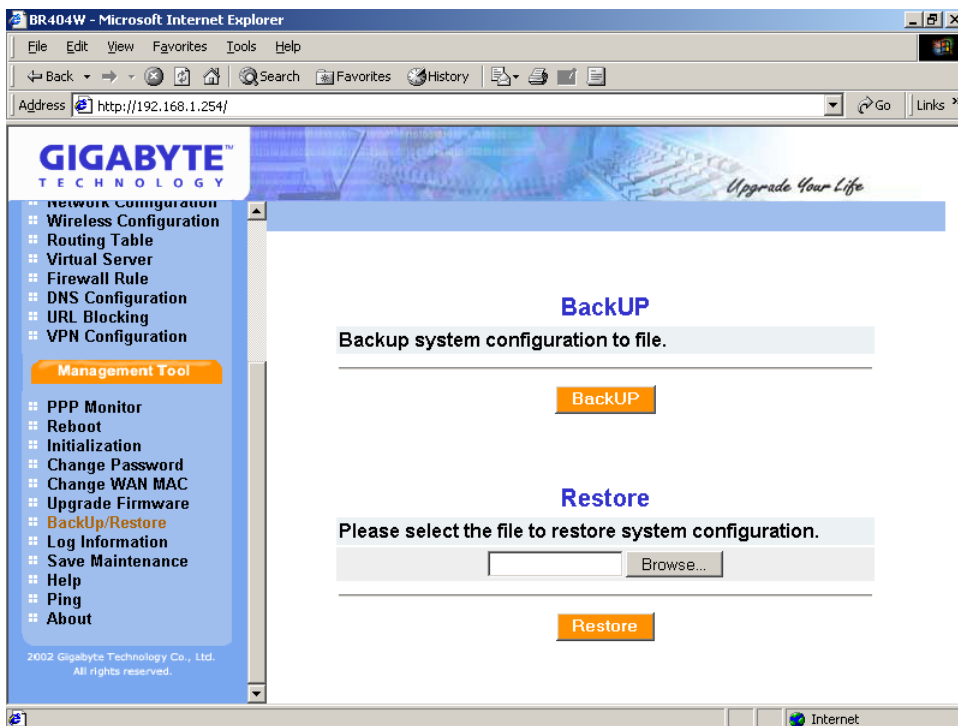 BR404W - Microsoft Internet Explorer
File Edit View Favorites Tools Help
Back Search Favorites History
Address http://192.168.1.254/ Go Links
GIGABYTE™
TECHNOLOGY
Upgrade Your Life
Network Configuration
Wireless Configuration
Routing Table
Virtual Server
Firewall Rule
DNS Configuration
URL Blocking
VPN Configuration
Management Tool
PPP Monitor
Reboot
Initialization
Change Password
Change WAN MAC
Upgrade Firmware
BackUp/Restore
Log Information
Save Maintenance
Help
Ping
About
2002 Gigabyte Technology Co., Ltd.
All rights reserved.
BackUP
Backup system configuration to file.
BackUP
Restore
Please select the file to restore system configuration.
Browse...
Restore
Internet